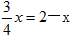 3/4 x = 2−x